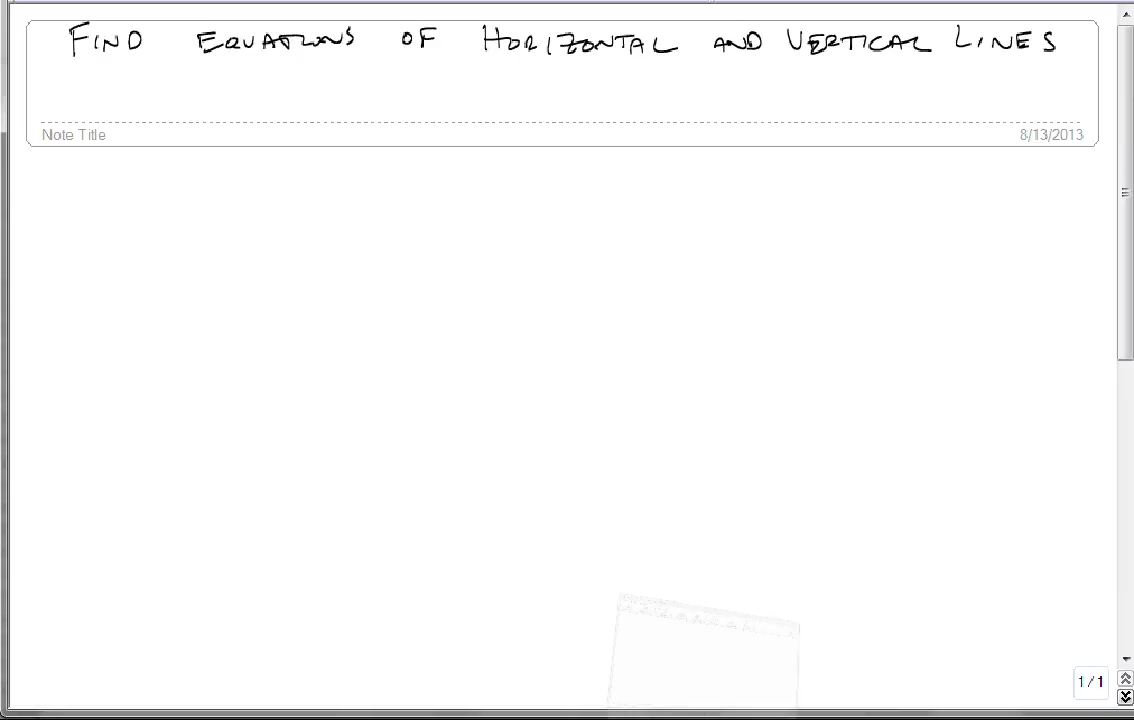 FIND EQUATIONS OF HORIZONTAL AND VERTICAL LINES
Note Title
8/13/2013
1 / 1